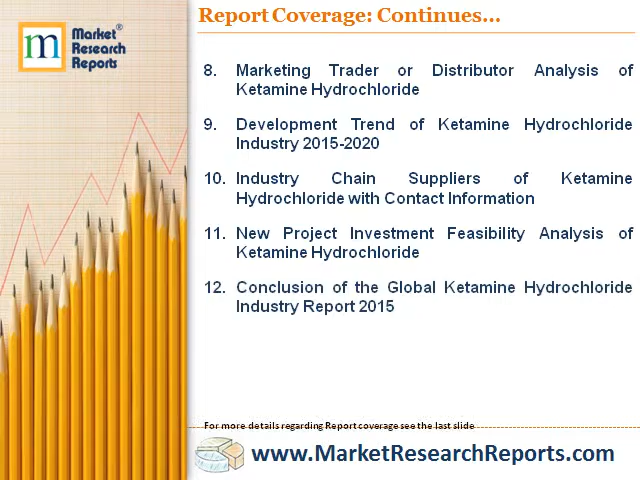 Report Coverage: Continues...
m
Market®
Research
Reports
8. Marketing Trader or Distributor Analysis of
Ketamine Hydrochloride
9. Development Trend of Ketamine Hydrochloride
Industry 2015-2020
10. Industry Chain Suppliers of Ketamine
Hydrochloride with Contact Information
11. New Project Investment Feasibility Analysis of
Ketamine Hydrochloride
12. Conclusion of the Global Ketamine Hydrochloride
Industry Report 2015
For more details regarding Report coverage see the last slide
www.MarketResearchReports.com